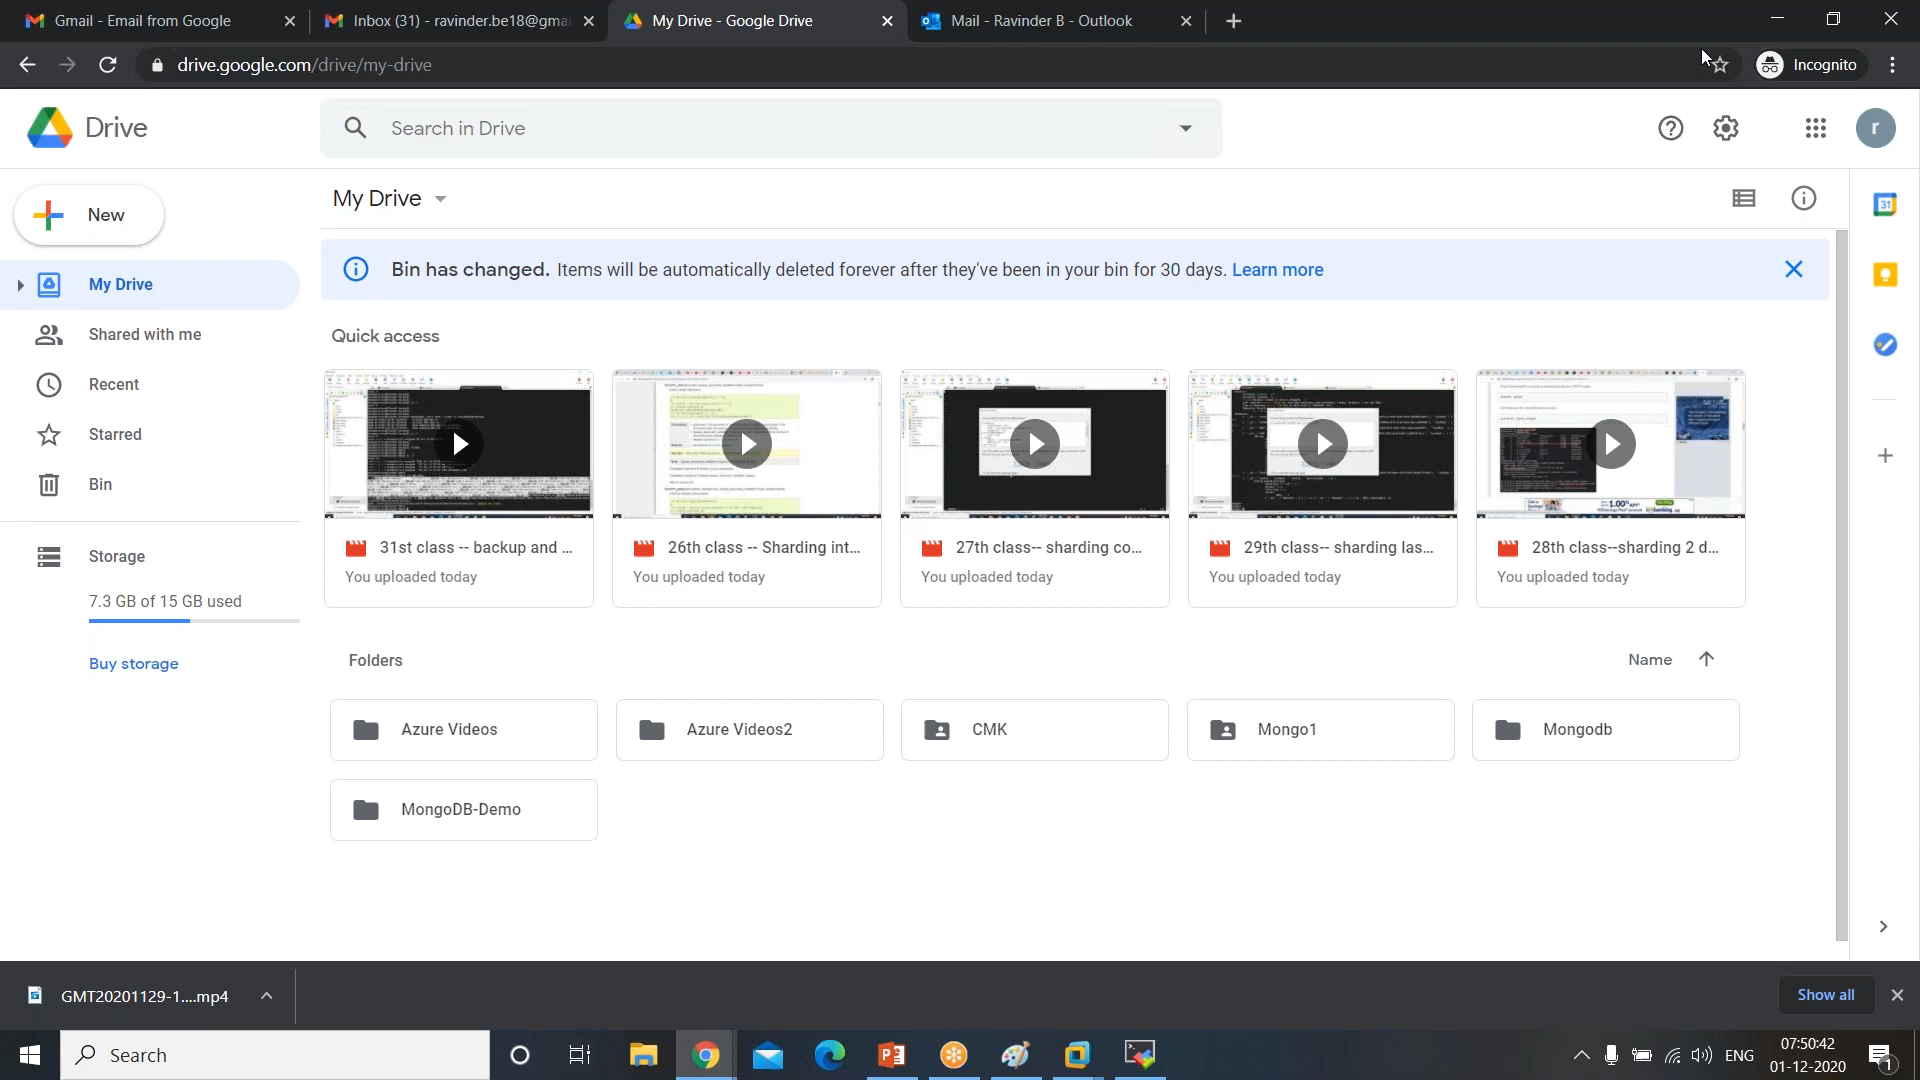 Gmail - Email from Google
Inbox (31) - ravinder.be18@gma
My Drive - Google Drive
Mail - Ravinder B - Outlook
drive.google.com/drive/my-drive
Incognito
Drive
Search in Drive
r
New
My Drive
31
Bin has changed. Items will be automatically deleted forever after they've been in your bin for 30 days. Learn more
My Drive
Shared with me
Recent
Starred
Bin
Storage
7.3 GB of 15 GB used
Buy storage
Quick access
31st class -- backup and ...
You uploaded today
26th class -- Sharding int...
You uploaded today
27th class-- sharding co...
You uploaded today
29th class-- sharding las...
You uploaded today
28th class--sharding 2 d...
You uploaded today
Folders
Name
Azure Videos
Azure Videos2
CMK
Mongo1
Mongodb
MongoDB-Demo
GMT20201129-1....mp4
Show all
Search
ENG
07:50:42
01-12-2020
1